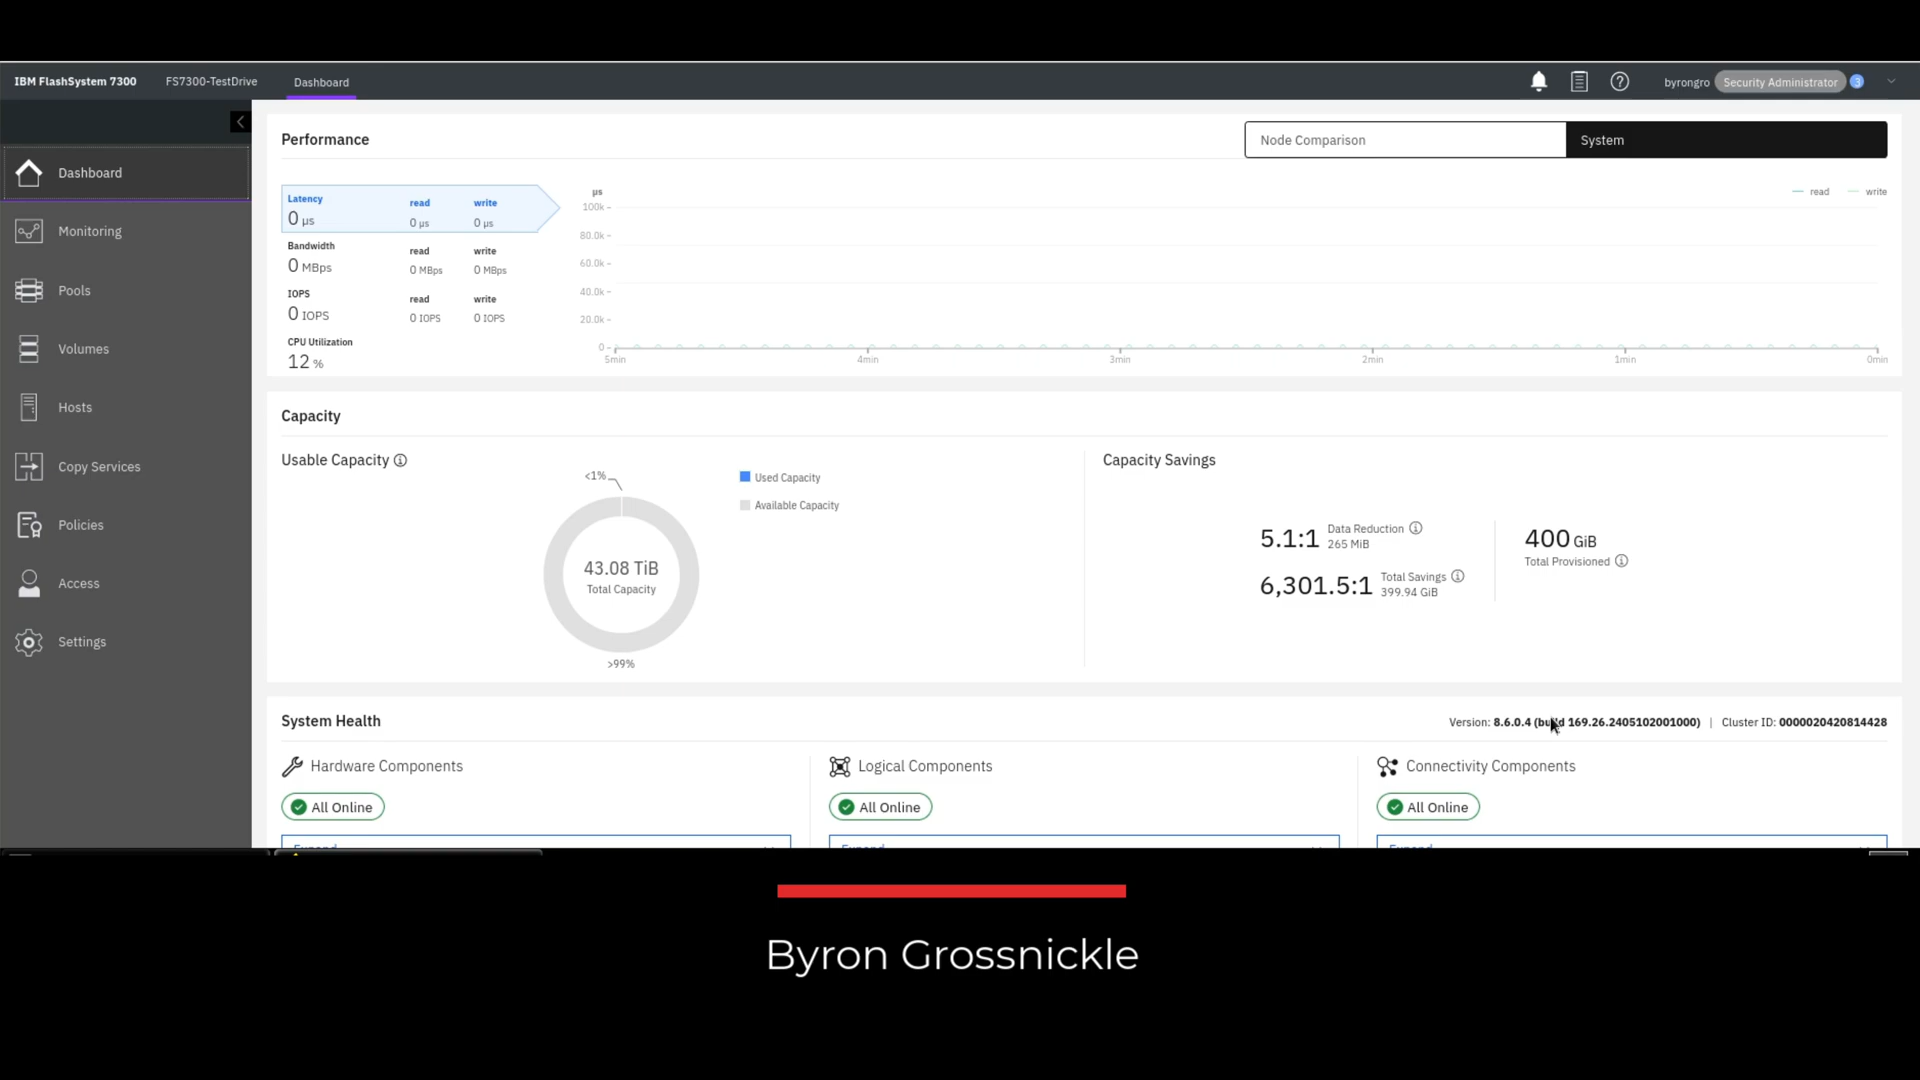 IBM FlashSystem 7300 FS7300-TestDrive Dashboard byrongro Security Administrator 3
Dashboard
Monitoring
Pools
Volumes
Hosts
Copy Services
Policies
Access
Settings
Performance Node Comparison System
Latency read write
0 µs 0 µs 0 µs
Bandwidth read write
0 MBps 0 MBps 0 MBps
IOPS read write
0 IOPS 0 IOPS 0 IOPS
CPU Utilization
12 %
µs read write
100k
80.0k
60.0k
40.0k
20.0k
0
5min 4min 3min 2min 1min 0min
Capacity
Usable Capacity
<1%
Used Capacity
Available Capacity
43.08 TiB
Total Capacity
>99%
Capacity Savings
5.1:1 Data Reduction
265 MiB
6,301.5:1 Total Savings
399.94 GiB
400 GiB
Total Provisioned
System Health Version: 8.6.0.4 (build 169.26.2405102001000) | Cluster ID: 0000020420814428
Hardware Components Logical Components Connectivity Components
All Online All Online All Online
Expand Expand Expand
Byron Grossnickle